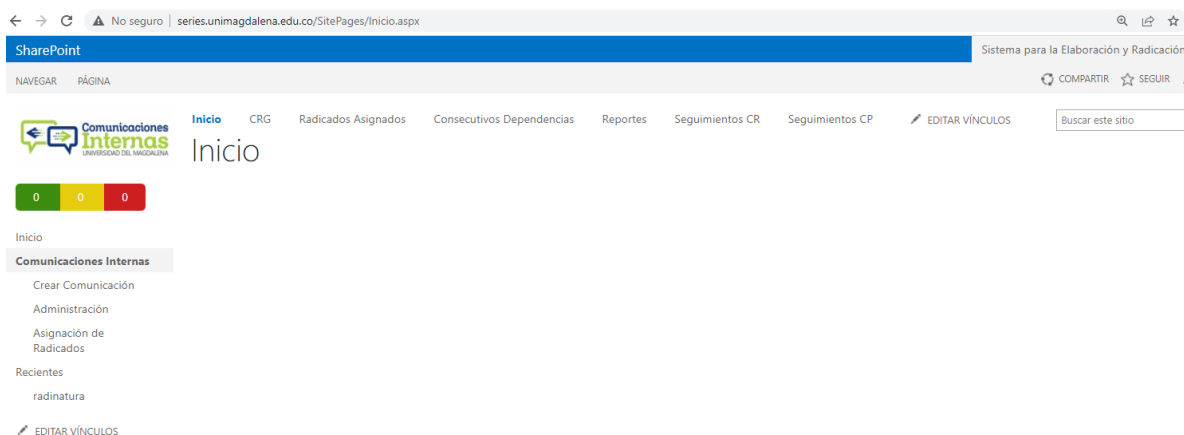 No seguro | series.unimagdalena.edu.co/SitePages/Inicio.aspx
SharePoint
Sistema para la Elaboración y Radicación
NAVEGAR PÁGINA
COMPARTIR SEGUIR
Comunicaciones
Internas
UNIVERSIDAD DEL MAGDALENA
Inicio CRG Radicados Asignados Consecutivos Dependencias Reportes Seguimientos CR Seguimientos CP EDITAR VÍNCULOS
Buscar este sitio
Inicio
0 0 0
Inicio
Comunicaciones Internas
Crear Comunicación
Administración
Asignación de
Radicados
Recientes
radinatura
EDITAR VÍNCULOS